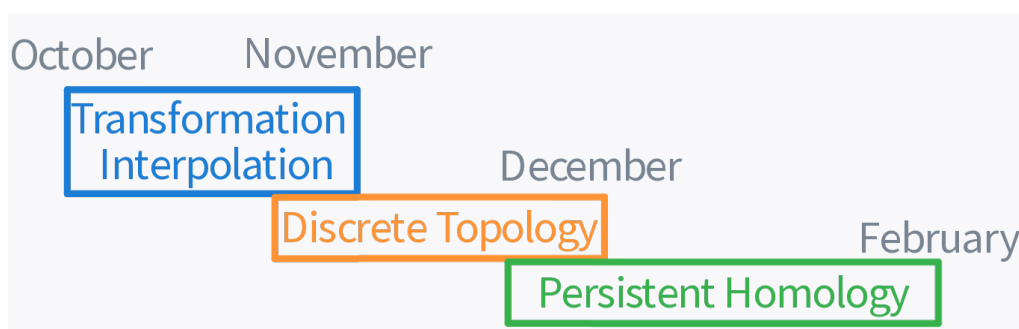 October
November
Transformation
Interpolation
December
Discrete Topology
February
Persistent Homology